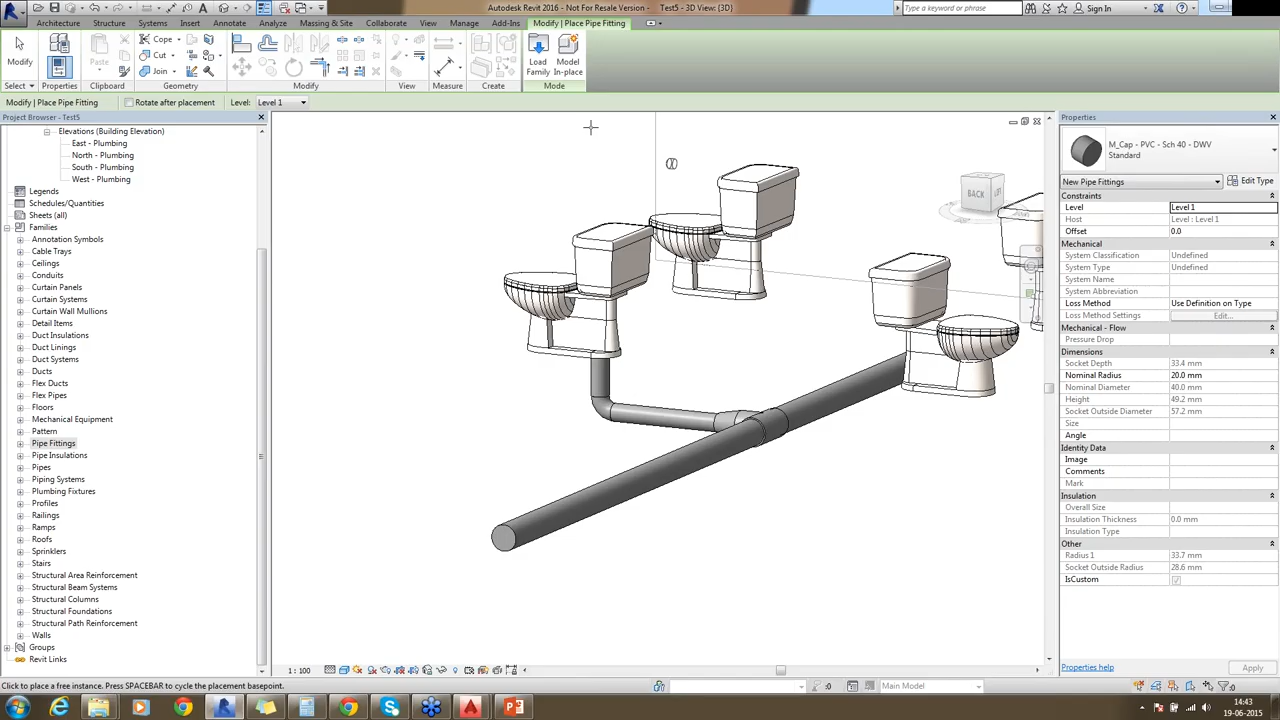 Autodesk Revit 2016 - Not For Resale Version - Test5 - 3D View: {3D}
Type a keyword or phrase
Sign In
Architecture Structure Systems Insert Annotate Analyze Massing & Site Collaborate View Manage Add-Ins Modify | Place Pipe Fitting
Cope
Cut
Join
Modify Paste Load Family Model In-place
Select Properties Clipboard Geometry Modify View Measure Create Mode
Modify | Place Pipe Fitting Rotate after placement Level: Level 1
Project Browser - Test5
Elevations (Building Elevation)
East - Plumbing
North - Plumbing
South - Plumbing
West - Plumbing
Legends
Schedules/Quantities
Sheets (all)
Families
Annotation Symbols
Cable Trays
Ceilings
Conduits
Curtain Panels
Curtain Systems
Curtain Wall Mullions
Detail Items
Duct Insulations
Duct Linings
Duct Systems
Ducts
Flex Ducts
Flex Pipes
Floors
Mechanical Equipment
Pattern
Pipe Fittings
Pipe Insulations
Pipes
Piping Systems
Plumbing Fixtures
Profiles
Railings
Ramps
Roofs
Sprinklers
Stairs
Structural Area Reinforcement
Structural Beam Systems
Structural Columns
Structural Foundations
Structural Path Reinforcement
Walls
Groups
Revit Links
BACK
LEFT
1 : 100
Properties
M_Cap - PVC - Sch 40 - DWV
Standard
New Pipe Fittings Edit Type
Constraints
Level Level 1
Host Level : Level 1
Offset 0.0
Mechanical
System Classification Undefined
System Type Undefined
System Name
System Abbreviation
Loss Method Use Definition on Type
Loss Method Settings Edit...
Mechanical - Flow
Pressure Drop
Dimensions
Socket Depth 33.4 mm
Nominal Radius 20.0 mm
Nominal Diameter 40.0 mm
Height 49.2 mm
Socket Outside Diameter 57.2 mm
Size
Angle
Identity Data
Image
Comments
Mark
Insulation
Overall Size
Insulation Thickness 0.0 mm
Insulation Type
Other
Radius 1 33.7 mm
Socket Outside Radius 28.6 mm
IsCustom
Properties help Apply
Click to place a free instance. Press SPACEBAR to cycle the placement basepoint.
:0 Main Model :0
14:43
19-06-2015